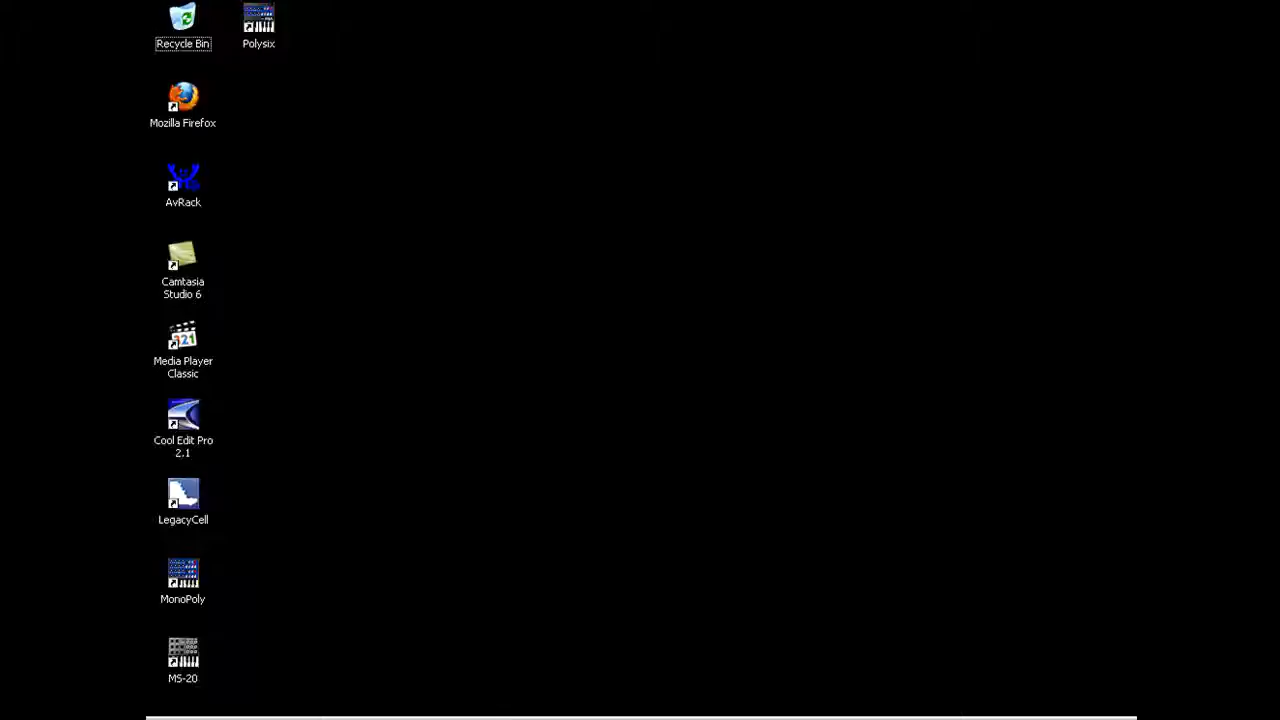 Recycle Bin
Polysix
Mozilla Firefox
AvRack
Camtasia
Studio 6
Media Player
Classic
Cool Edit Pro
2.1
LegacyCell
MonoPoly
MS-20